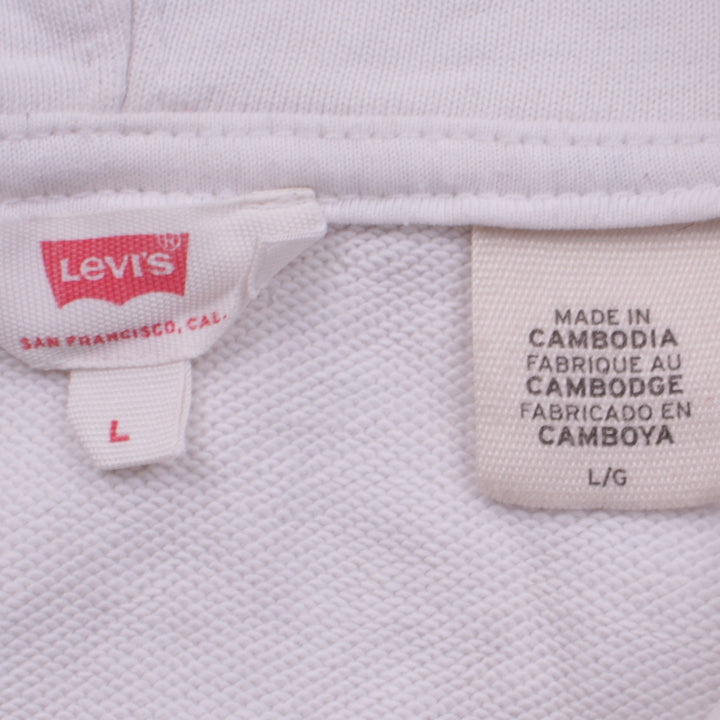 LEVI'S®
SAN FRANCISCO, CAL.
L
MADE IN
CAMBODIA
FABRIQUE AU
CAMBODGE
FABRICADO EN
CAMBOYA
L/G